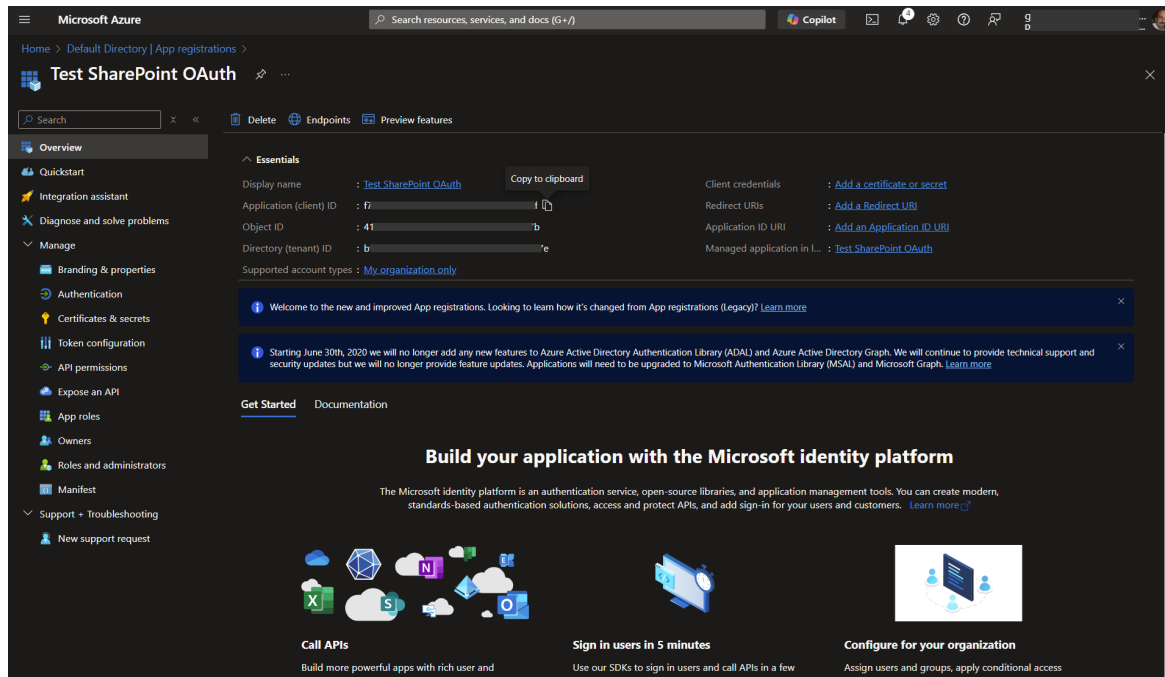 Microsoft Azure
Search resources, services, and docs (G+/)
Copilot
4
g
D
Home > Default Directory | App registrations >
Test SharePoint OAuth
Search
Delete
Endpoints
Preview features
Overview
Quickstart
Integration assistant
Diagnose and solve problems
Manage
Branding & properties
Authentication
Certificates & secrets
Token configuration
API permissions
Expose an API
App roles
Owners
Roles and administrators
Manifest
Support + Troubleshooting
New support request
Essentials
Copy to clipboard
Display name : Test SharePoint OAuth
Application (client) ID : f7 f
Object ID : 41 'b
Directory (tenant) ID : b 'e
Supported account types : My organization only
Client credentials : Add a certificate or secret
Redirect URIs : Add a Redirect URI
Application ID URI : Add an Application ID URI
Managed application in l... : Test SharePoint OAuth
Welcome to the new and improved App registrations. Looking to learn how it's changed from App registrations (Legacy)? Learn more
Starting June 30th, 2020 we will no longer add any new features to Azure Active Directory Authentication Library (ADAL) and Azure Active Directory Graph. We will continue to provide technical support and
security updates but we will no longer provide feature updates. Applications will need to be upgraded to Microsoft Authentication Library (MSAL) and Microsoft Graph. Learn more
Get Started
Documentation
Build your application with the Microsoft identity platform
The Microsoft identity platform is an authentication service, open-source libraries, and application management tools. You can create modern,
standards-based authentication solutions, access and protect APIs, and add sign-in for your users and customers. Learn more
N
E
X
S
O
Call APIs
Build more powerful apps with rich user and
Sign in users in 5 minutes
Use our SDKs to sign in users and call APIs in a few
Configure for your organization
Assign users and groups, apply conditional access